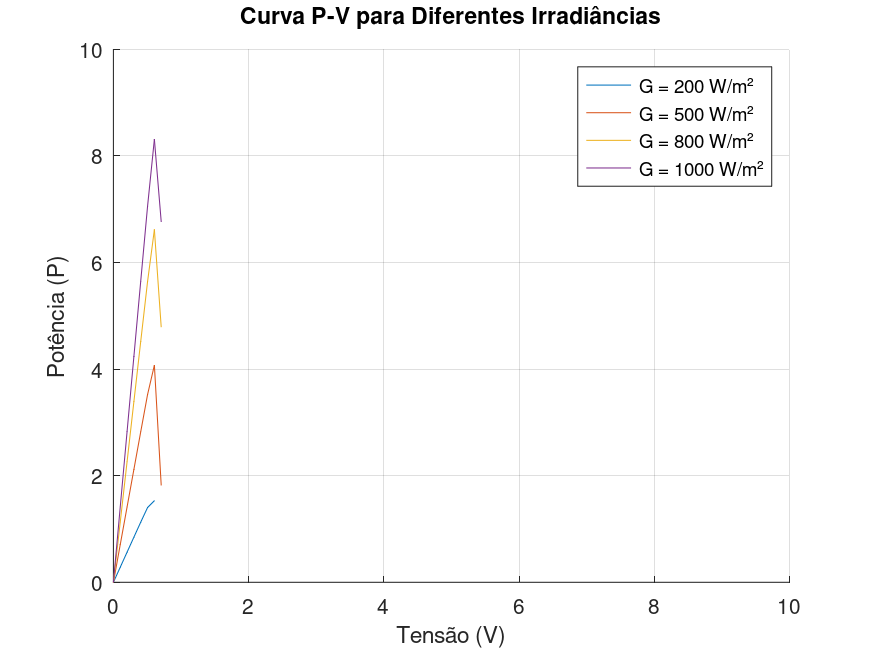 Curva P-V para Diferentes Irradiâncias
10
8
6
4
2
0
Potência (P)
G = 200 W/m²
G = 500 W/m²
G = 800 W/m²
G = 1000 W/m²
0 2 4 6 8 10
Tensão (V)